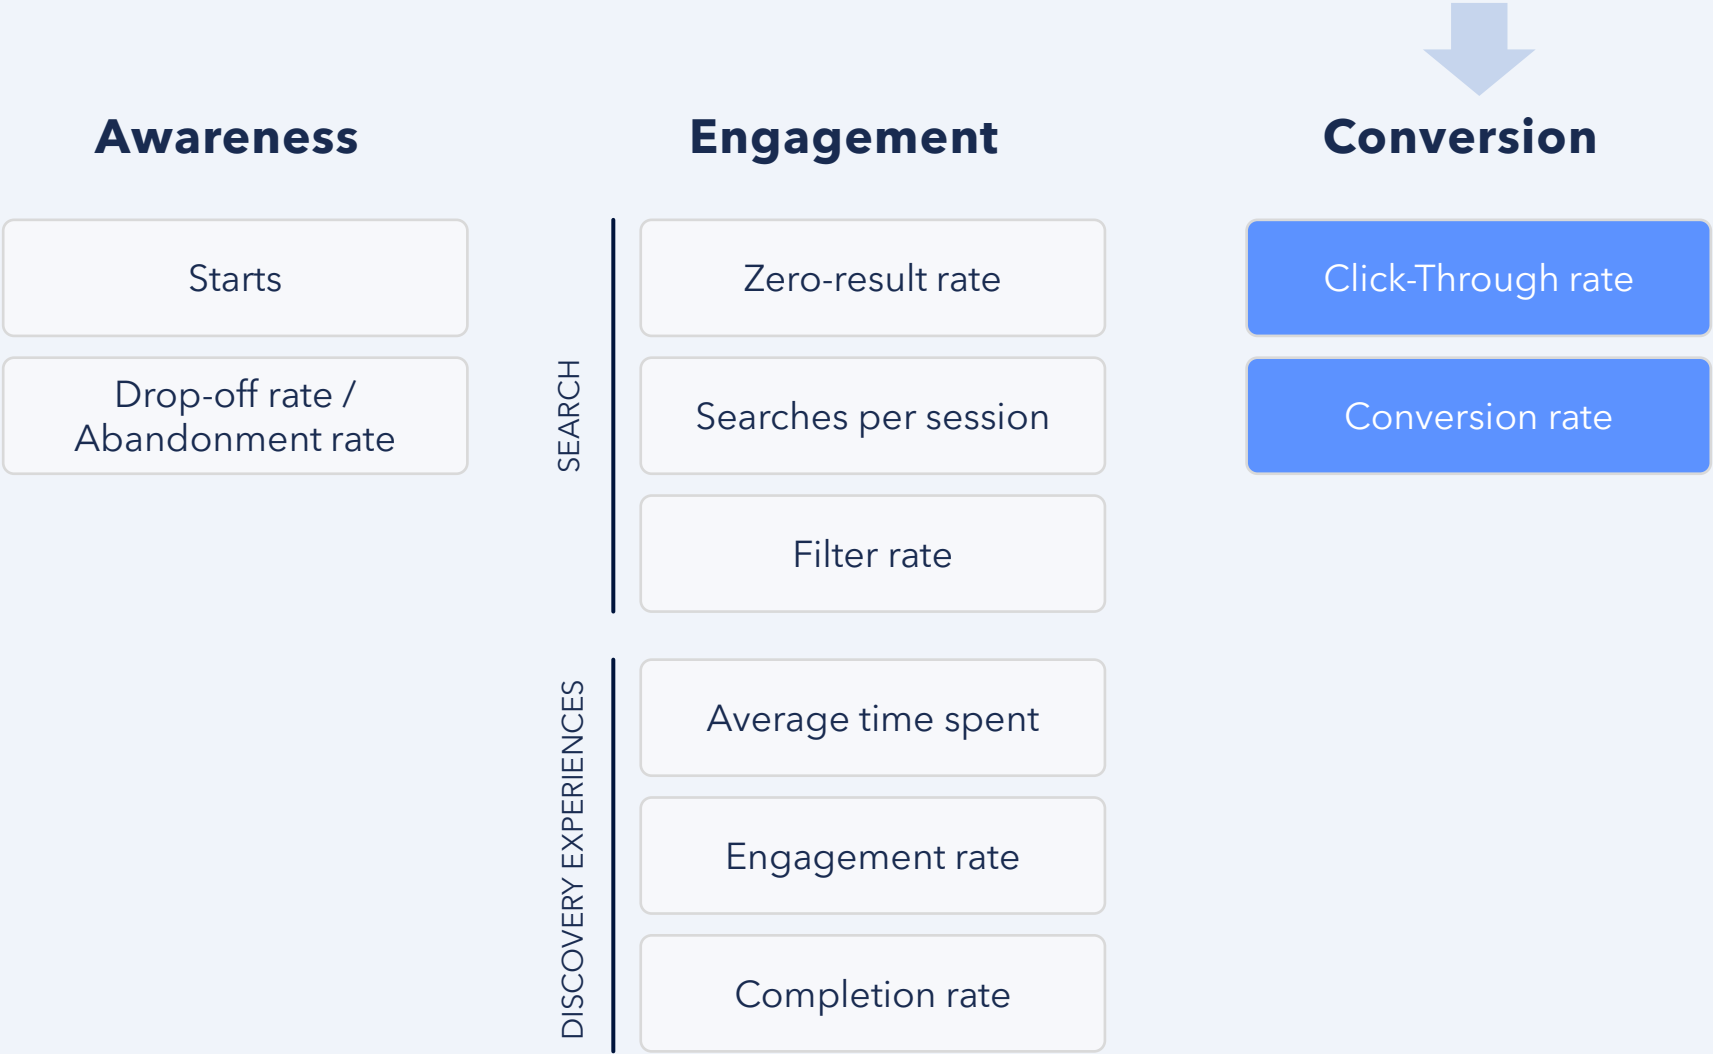 Awareness
Starts
Drop-off rate /
Abandonment rate
Engagement
SEARCH
Zero-result rate
Searches per session
Filter rate
DISCOVERY EXPERIENCES
Average time spent
Engagement rate
Completion rate
Conversion
Click-Through rate
Conversion rate